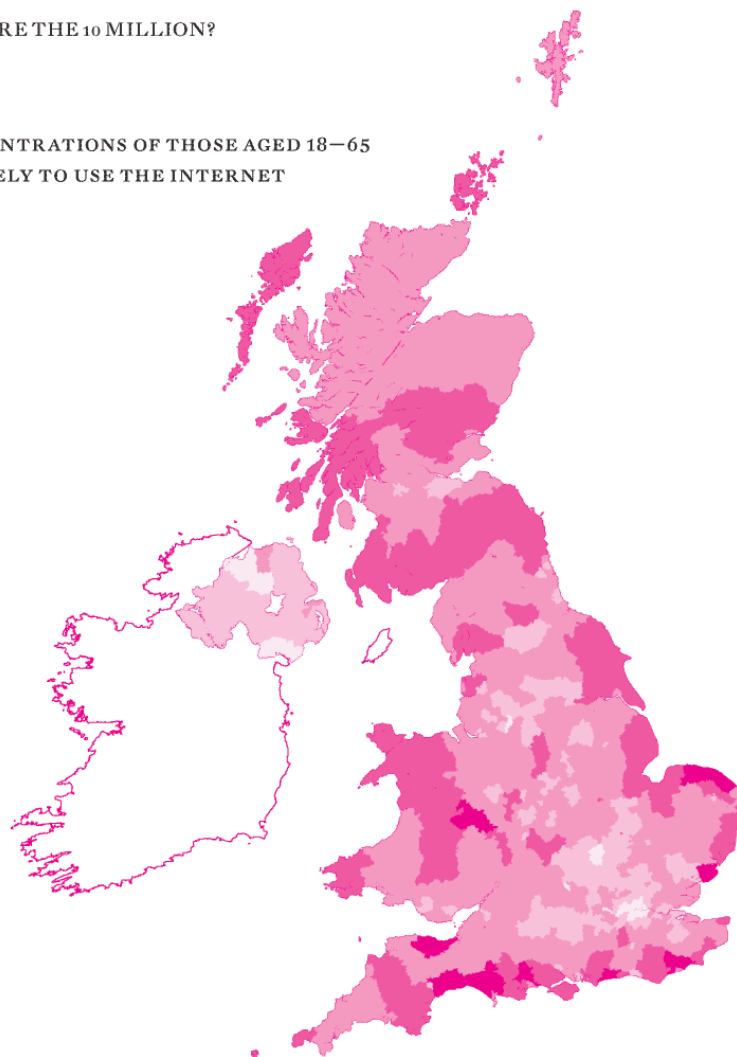 RE THE 10 MILLION?
NTRATIONS OF THOSE AGED 18–65
ELY TO USE THE INTERNET